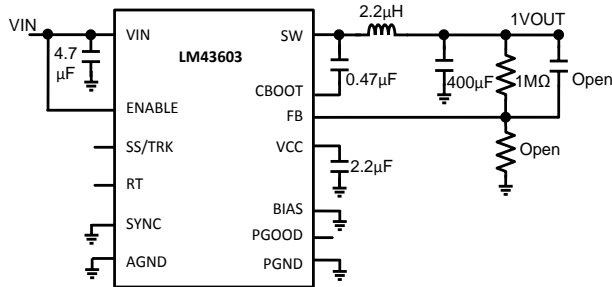 2.2µH
VIN
VIN
SW
1VOUT
4.7
µF
LM43603
0.47µF
400µF
1MΩ
Open
CBOOT
ENABLE
FB
SS/TRK
VCC
Open
2.2µF
RT
BIAS
SYNC
PGOOD
AGND
PGND